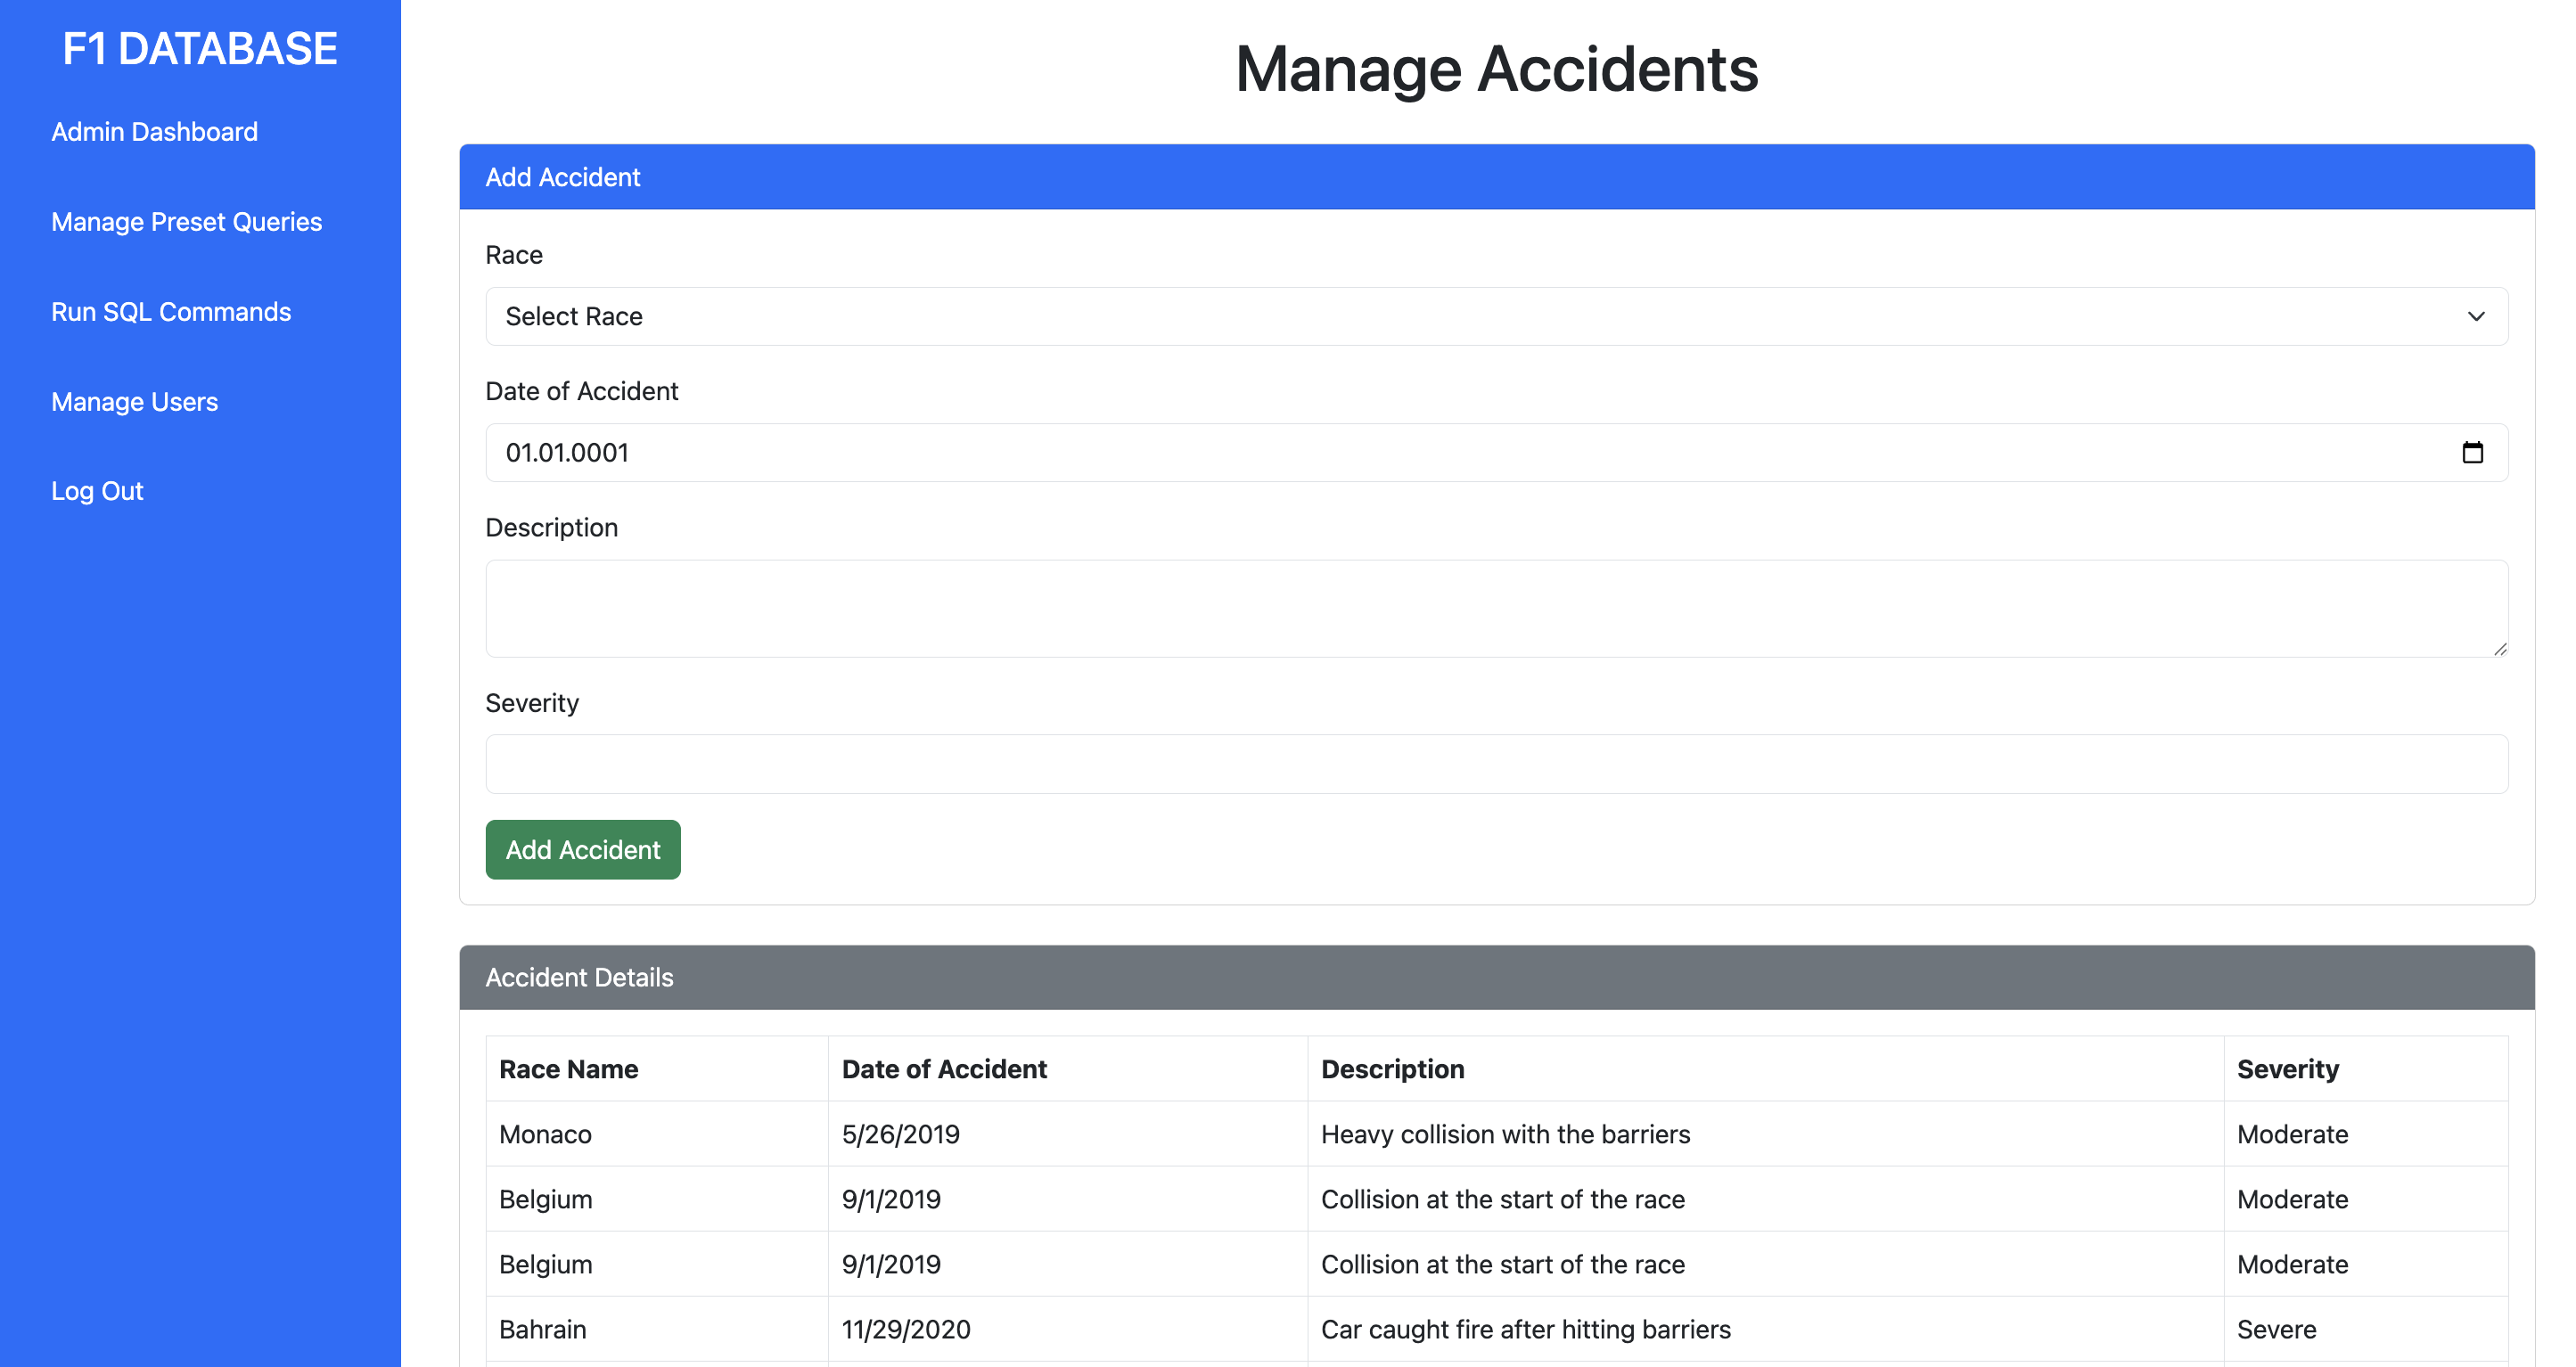 F1 DATABASE
Admin Dashboard
Manage Preset Queries
Run SQL Commands
Manage Users
Log Out
Manage Accidents
Add Accident
Race
Select Race
Date of Accident
01.01.0001
Description
Severity
Add Accident
Accident Details
Race Name Date of Accident Description Severity
Monaco 5/26/2019 Heavy collision with the barriers Moderate
Belgium 9/1/2019 Collision at the start of the race Moderate
Belgium 9/1/2019 Collision at the start of the race Moderate
Bahrain 11/29/2020 Car caught fire after hitting barriers Severe